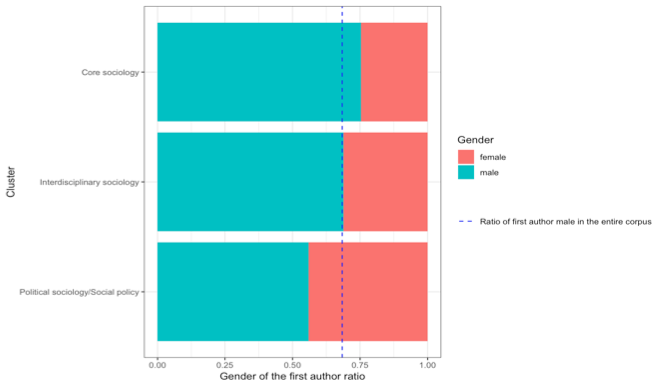 Core sociology
Interdisciplinary sociology
Political sociology/Social policy
Cluster
0.00 0.25 0.50 0.75 1.00
Gender of the first author ratio
Gender
female
male
Ratio of first author male in the entire corpus